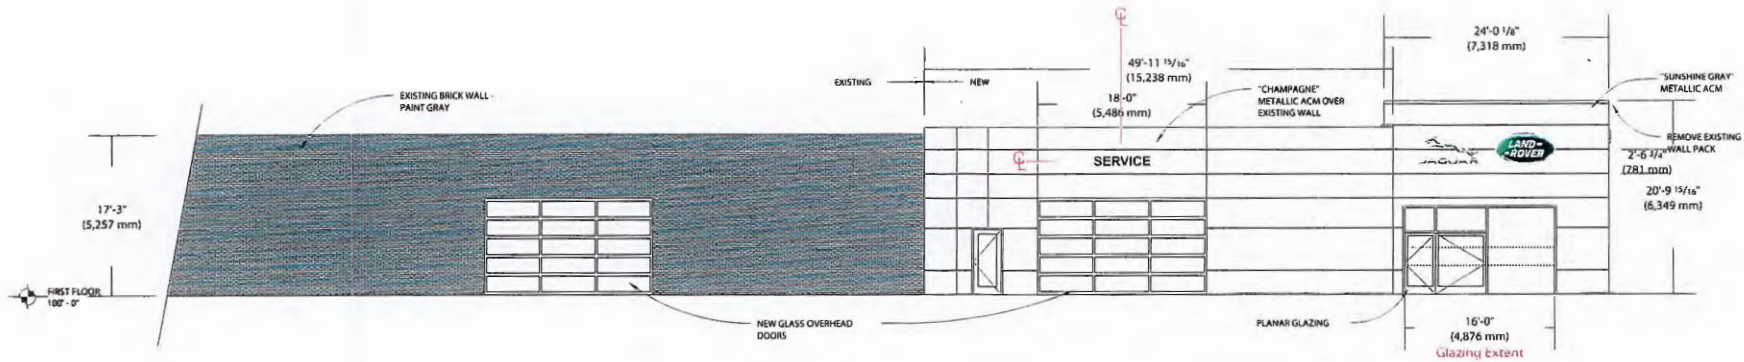 24'-0 1/8"
(7,318 mm)
49'-11 15/16"
(15,238 mm)
EXISTING
NEW
"SUNSHINE GRAY"
METALLIC ACM
EXISTING BRICK WALL -
PAINT GRAY
18'-0"
(5,486 mm)
"CHAMPAGNE"
METALLIC ACM OVER
EXISTING WALL
REMOVE EXISTING
WALL PACK
SERVICE
JAGUAR
LAND-
-ROVER
2'-6 3/4"
(781 mm)
20'-9 15/16"
(6,349 mm)
17'-3"
(5,257 mm)
FIRST FLOOR
100' - 0"
NEW GLASS OVERHEAD
DOORS
PLANAR GLAZING
16'-0"
(4,876 mm)
Glazing Extent